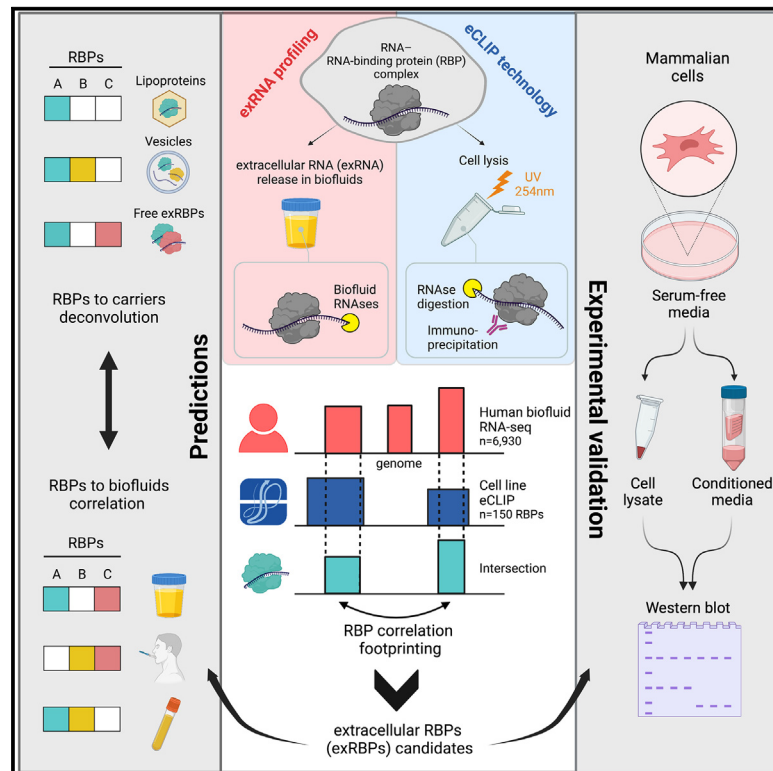 RBPs
A B C
Lipoproteins
Vesicles
Free exRBPs
RBPs to carriers
deconvolution
RBPs to biofluids
correlation
RBPs
A B C
Predictions
exRNA profiling
eCLIP technology
RNA–
RNA-binding protein (RBP)
complex
extracellular RNA (exRNA)
release in biofluids
Cell lysis
UV
254nm
Biofluid
RNAses
RNAse
digestion
Immuno-
precipitation
Human biofluid
RNA-seq
n=6,930
genome
Cell line
eCLIP
n=150 RBPs
Intersection
RBP correlation
footprinting
extracellular RBPs
(exRBPs) candidates
Experimental validation
Mammalian
cells
Serum-free
media
Cell
lysate
Conditioned
media
Western blot